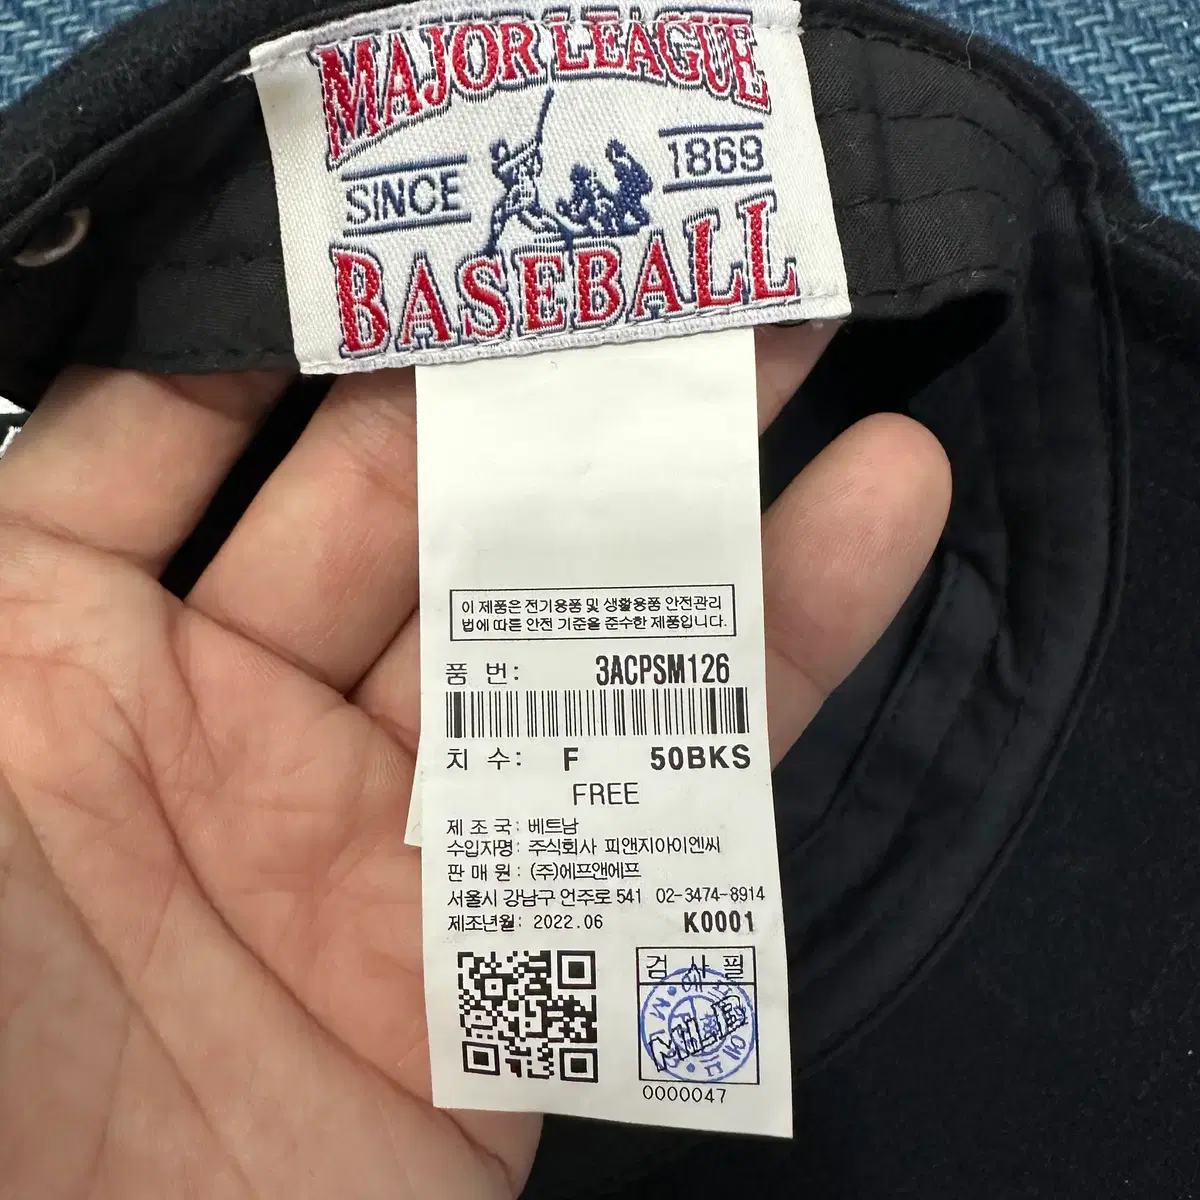 MAJOR LEAGUE
SINCE 1869
BASEBALL
이 제품은 전기용품 및 생활용품 안전관리
법에 따른 안전 기준을 준수한 제품입니다.
품 번: 3ACPSM126
치 수: F 50BKS
FREE
제 조 국: 베트남
수입자명: 주식회사 피앤지아이엔씨
판 매 원: (주)에프앤에프
서울시 강남구 언주로 541 02-3474-8914
제조년월: 2022.06 K0001
검 사 필
MLB
0000047